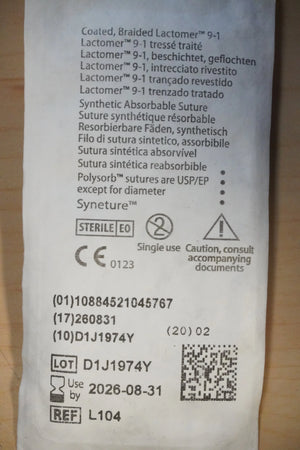 Coated, Braided Lactomer™ 9-1
Lactomer™ 9-1 tressé traité
Lactomer™ 9-1, beschichtet, geflochten
Lactomer™ 9-1, intrecciato rivestito
Lactomer™ 9-1 trançado revestido
Lactomer™ 9-1 trenzado tratado
Synthetic Absorbable Suture
Suture synthétique résorbable
Resorbierbare Fäden, synthetisch
Filo di sutura sintetico, assorbibile
Sutura sintética absorvível
Sutura sintética reabsorbible
Polysorb™ sutures are USP/EP
except for diameter
Syneture™
STERILE EO
2
Single use
Caution, consult
accompanying
documents
CE 0123
(01)10884521045767
(17)260831
(10)D1J1974Y (20)02
LOT D1J1974Y
Use by 2026-08-31
REF L104